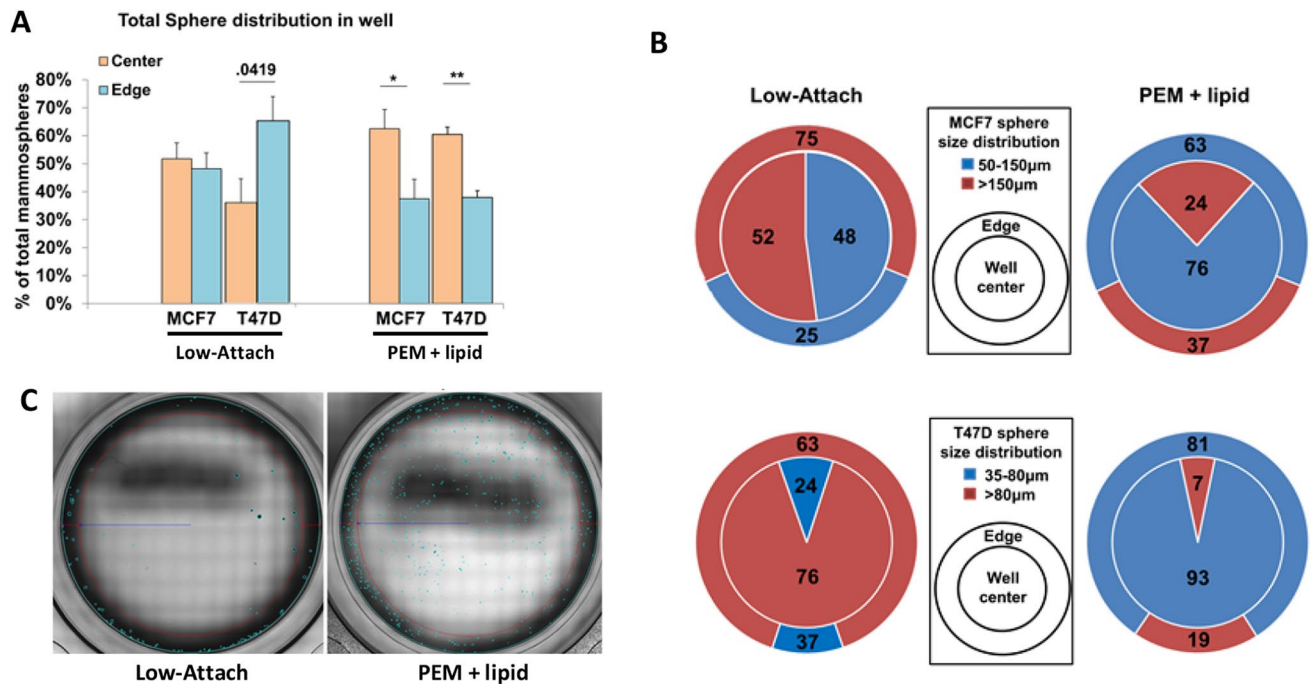 A
Total Sphere distribution in well
Center
Edge
% of total mammospheres
80%
70%
60%
50%
40%
30%
20%
10%
0%
.0419
*
**
MCF7 T47D
MCF7 T47D
Low-Attach
PEM + lipid
B
Low-Attach
PEM + lipid
75
52
48
25
MCF7 sphere
size distribution
50-150µm
>150µm
Edge
Well
center
63
24
76
37
63
24
76
37
T47D sphere
size distribution
35-80µm
>80µm
Edge
Well
center
81
7
93
19
C
Low-Attach
PEM + lipid